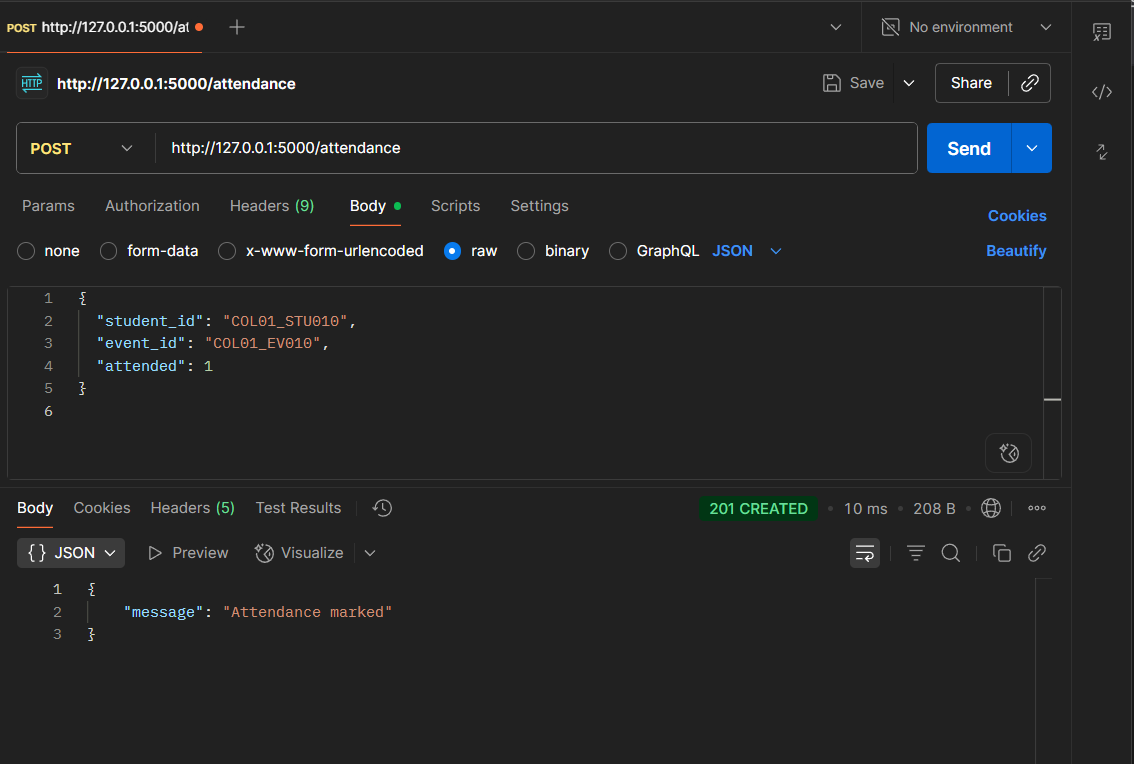 POST http://127.0.0.1:5000/at
No environment
HTTP http://127.0.0.1:5000/attendance
Save
Share
POST http://127.0.0.1:5000/attendance
Send
Params Authorization Headers (9) Body Scripts Settings
Cookies
none form-data x-www-form-urlencoded raw binary GraphQL JSON
Beautify
1 {
2 "student_id": "COL01_STU010",
3 "event_id": "COL01_EV010",
4 "attended": 1
5 }
6
Body Cookies Headers (5) Test Results
201 CREATED • 10 ms • 208 B •
{} JSON Preview Visualize
1 {
2 "message": "Attendance marked"
3 }